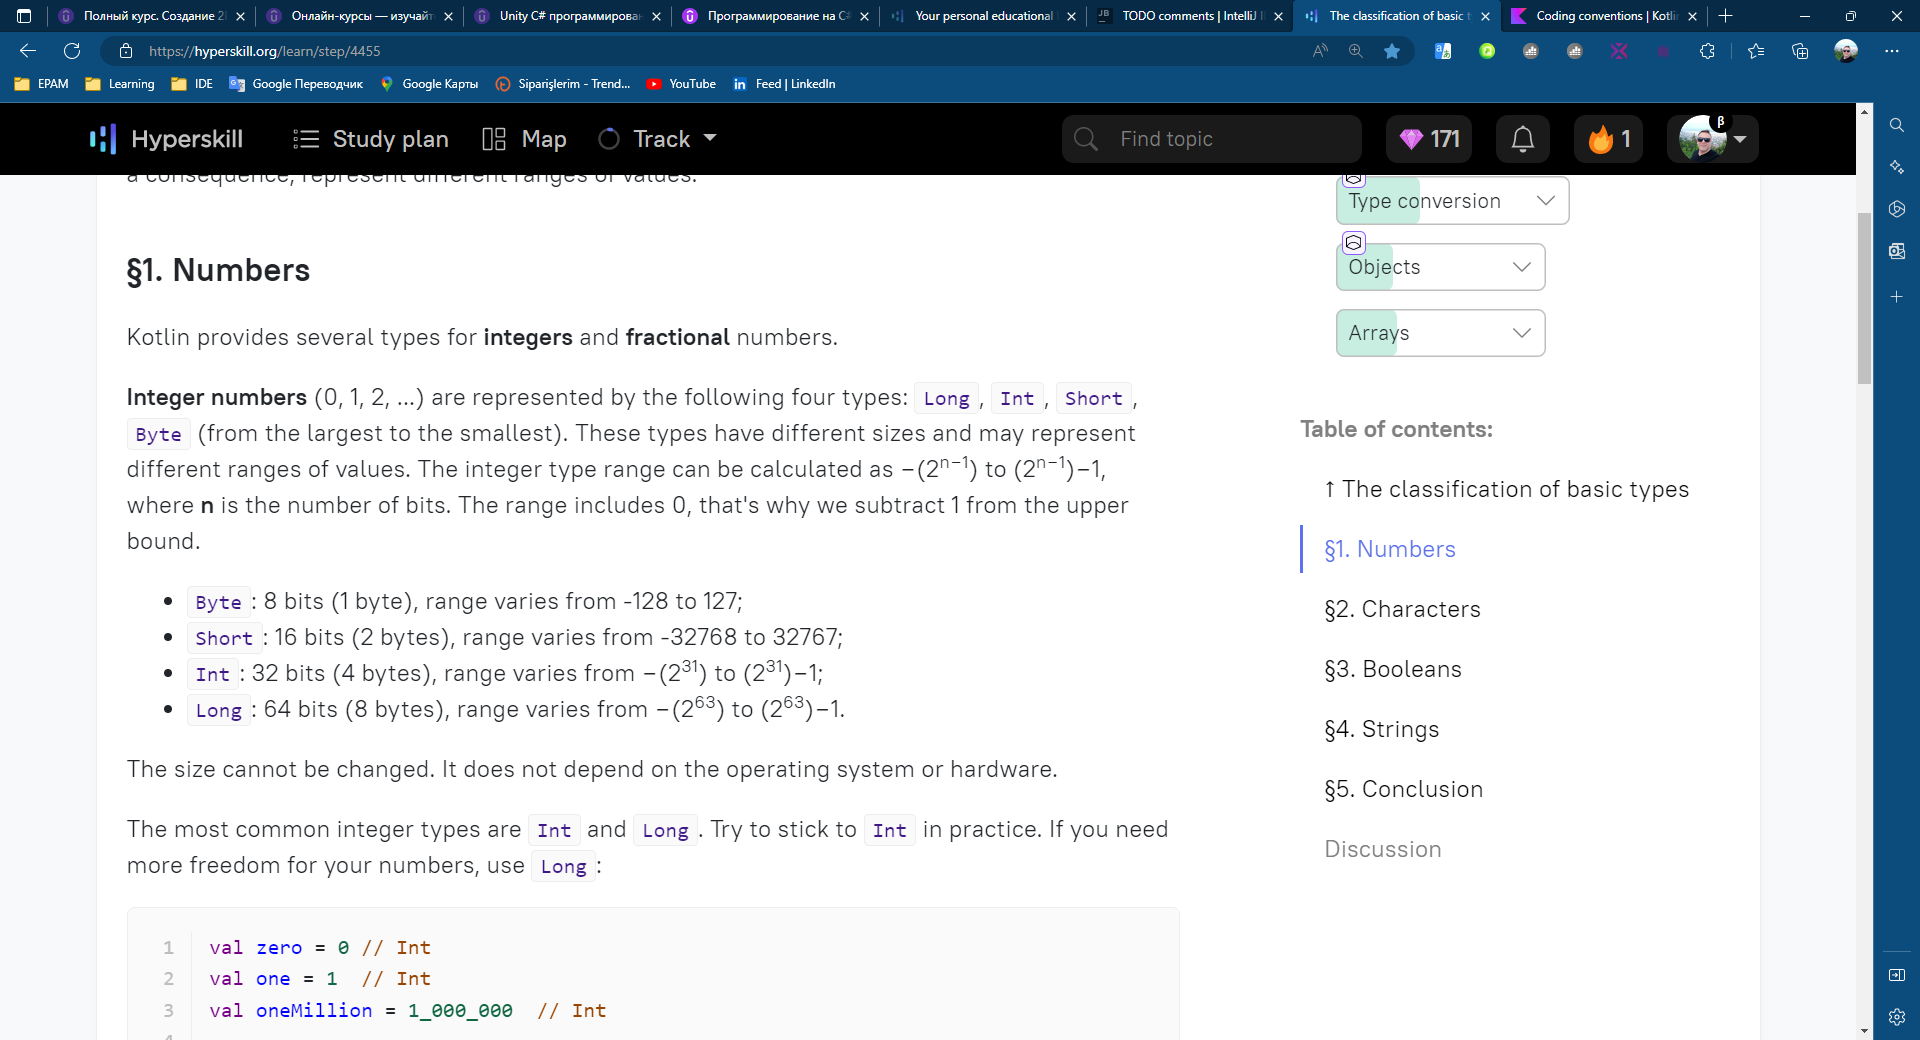 Полный курс. Создание 2
Онлайн-курсы — изучайт
Unity C# программирован
Программирование на C
Your personal educational
TODO comments | IntelliJ I
The classification of basic t
Coding conventions | Kotli
https://hyperskill.org/learn/step/4455
EPAM Learning IDE Google Переводчик Google Карты Siparişlerim - Trend... YouTube Feed | LinkedIn
Hyperskill Study plan Map Track Find topic 171 1 β
a consequence, represent different ranges of values.
§1. Numbers
Kotlin provides several types for integers and fractional numbers.
Integer numbers (0, 1, 2, ...) are represented by the following four types: Long, Int, Short,
Byte (from the largest to the smallest). These types have different sizes and may represent
different ranges of values. The integer type range can be calculated as −(2ⁿ⁻¹) to (2ⁿ⁻¹)−1,
where n is the number of bits. The range includes 0, that's why we subtract 1 from the upper
bound.
• Byte: 8 bits (1 byte), range varies from -128 to 127;
• Short: 16 bits (2 bytes), range varies from -32768 to 32767;
• Int: 32 bits (4 bytes), range varies from −(2³¹) to (2³¹)−1;
• Long: 64 bits (8 bytes), range varies from −(2⁶³) to (2⁶³)−1.
The size cannot be changed. It does not depend on the operating system or hardware.
The most common integer types are Int and Long. Try to stick to Int in practice. If you need
more freedom for your numbers, use Long:
1 val zero = 0 // Int
2 val one = 1 // Int
3 val oneMillion = 1_000_000 // Int
Type conversion
Objects
Arrays
Table of contents:
↑ The classification of basic types
§1. Numbers
§2. Characters
§3. Booleans
§4. Strings
§5. Conclusion
Discussion